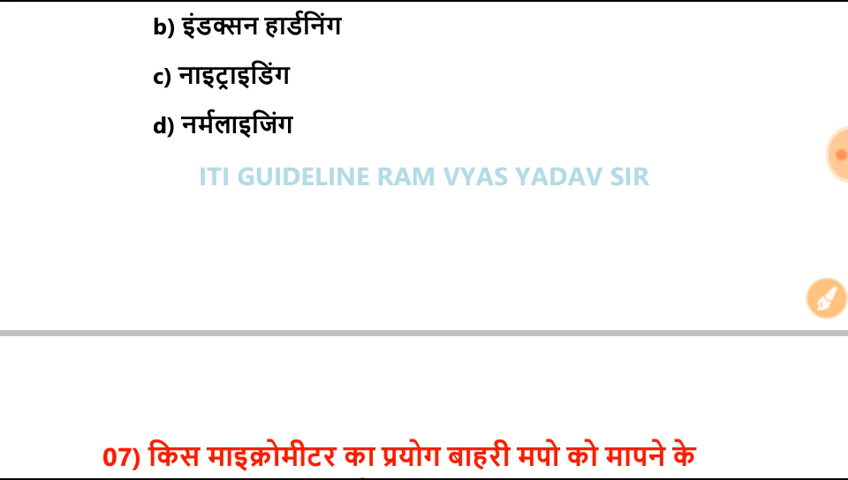 b) इंडक्सन हार्डनिंग
c) नाइट्राइडिंग
d) नर्मलाइजिंग
ITI GUIDELINE RAM VYAS YADAV SIR
07) किस माइक्रोमीटर का प्रयोग बाहरी मपो को मापने के